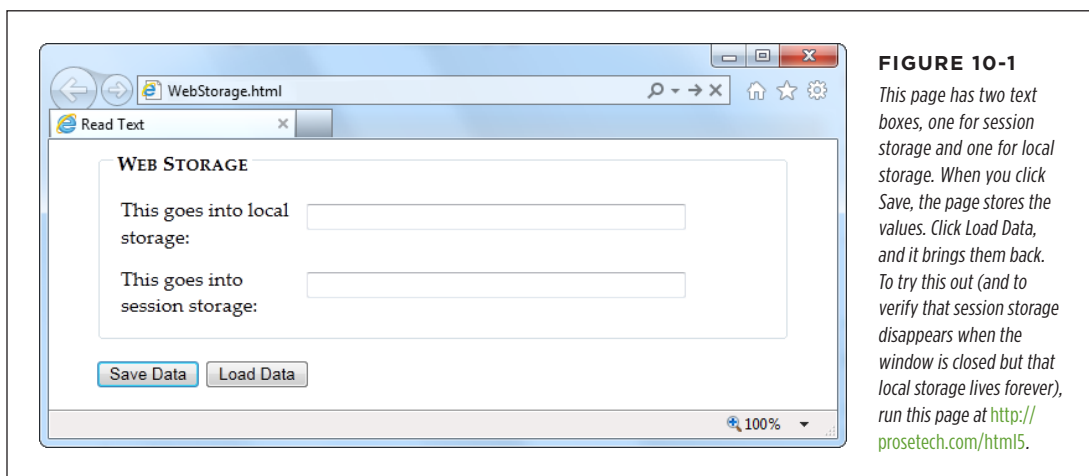 WebStorage.html
Read Text
WEB STORAGE
This goes into local
storage:
This goes into
session storage:
Save Data Load Data
100%
FIGURE 10-1
This page has two text
boxes, one for session
storage and one for local
storage. When you click
Save, the page stores the
values. Click Load Data,
and it brings them back.
To try this out (and to
verify that session storage
disappears when the
window is closed but that
local storage lives forever),
run this page at http://
prosetech.com/html5.